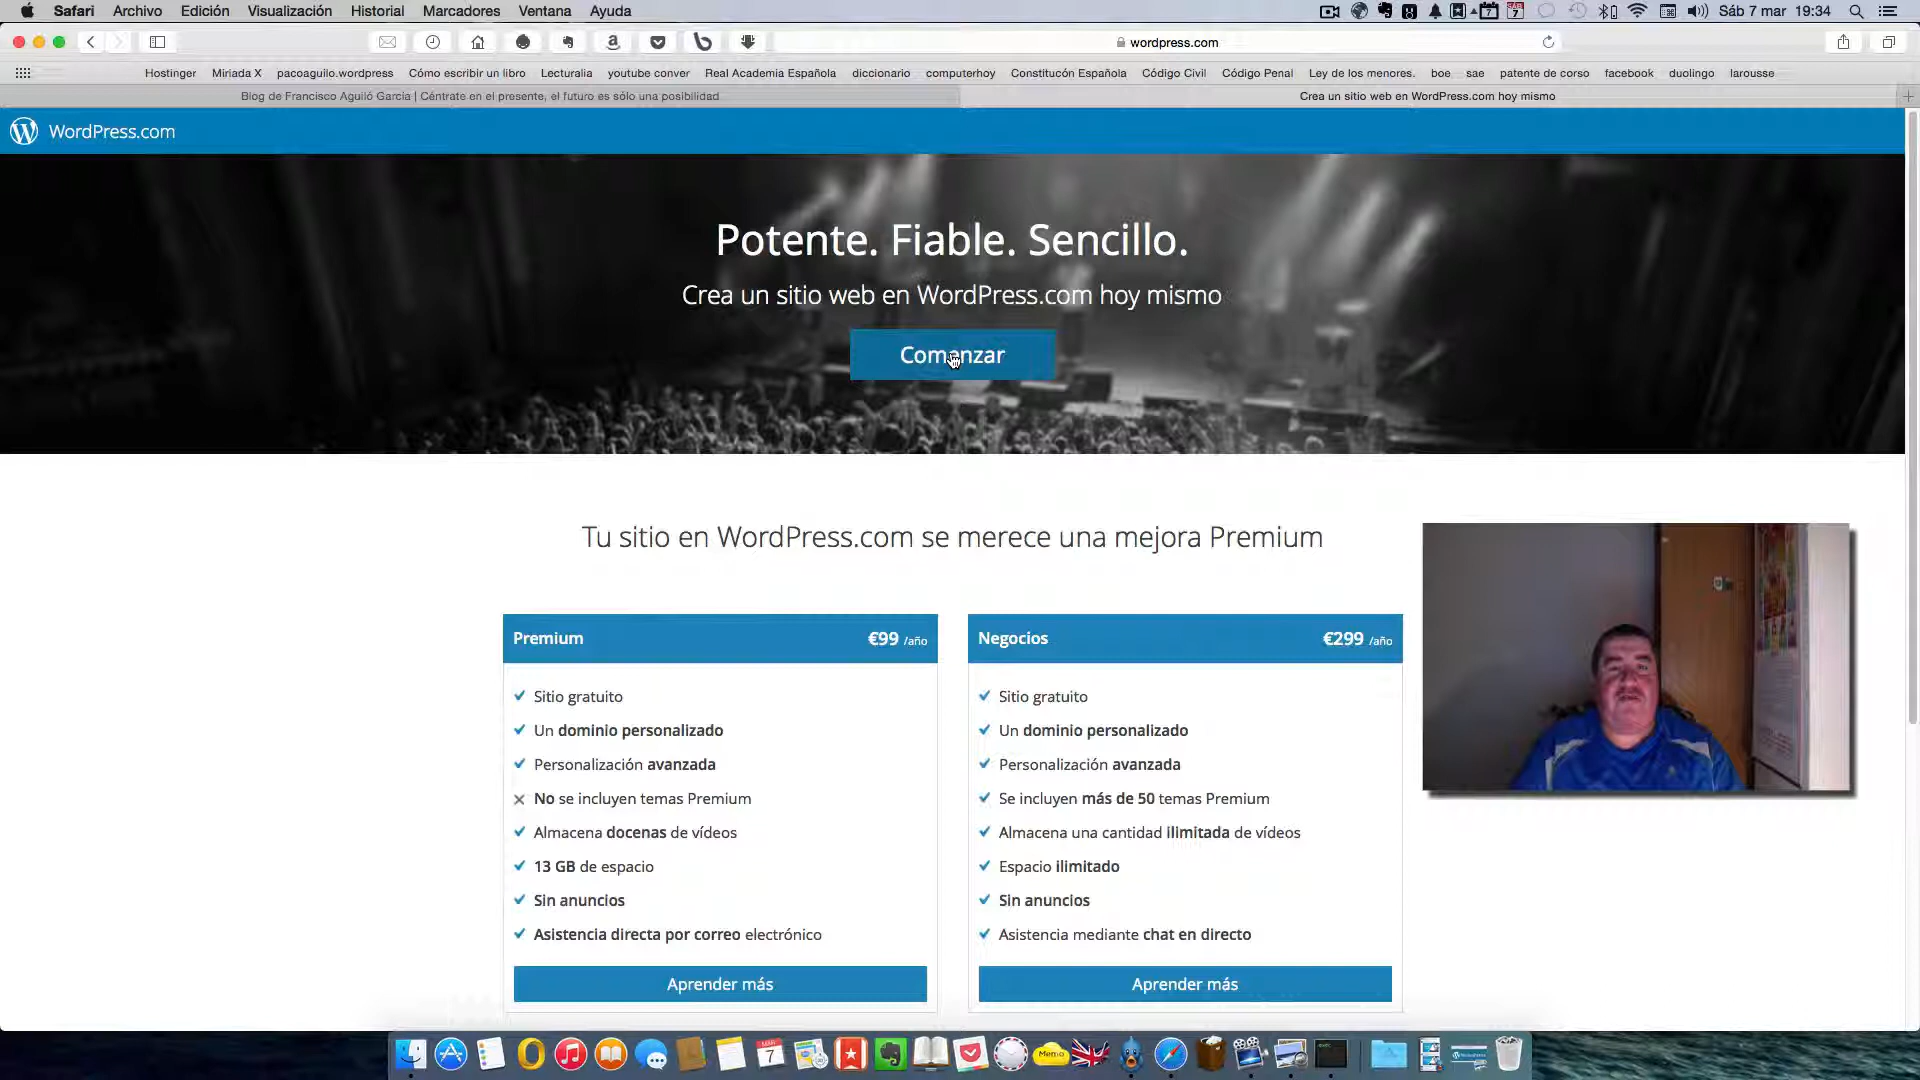 Safari Archivo Edición Visualización Historial Marcadores Ventana Ayuda
Sáb 7 mar 19:34
wordpress.com
Hostinger Miriada X pacoaguilo.wordpress Cómo escribir un libro Lecturalia youtube conver Real Academia Española diccionario computerhoy Constitucón Española Código Civil Código Penal Ley de los menores. boe sae patente de corso facebook duolingo larousse
Blog de Francisco Aguiló García | Céntrate en el presente, el futuro es sólo una posibilidad
Crea un sitio web en WordPress.com hoy mismo
WordPress.com
Potente. Fiable. Sencillo.
Crea un sitio web en WordPress.com hoy mismo
Comenzar
Tu sitio en WordPress.com se merece una mejora Premium
Premium €99 /año
Sitio gratuito
Un dominio personalizado
Personalización avanzada
No se incluyen temas Premium
Almacena docenas de vídeos
13 GB de espacio
Sin anuncios
Asistencia directa por correo electrónico
Aprender más
Negocios €299 /año
Sitio gratuito
Un dominio personalizado
Personalización avanzada
Se incluyen más de 50 temas Premium
Almacena una cantidad ilimitada de vídeos
Espacio ilimitado
Sin anuncios
Asistencia mediante chat en directo
Aprender más